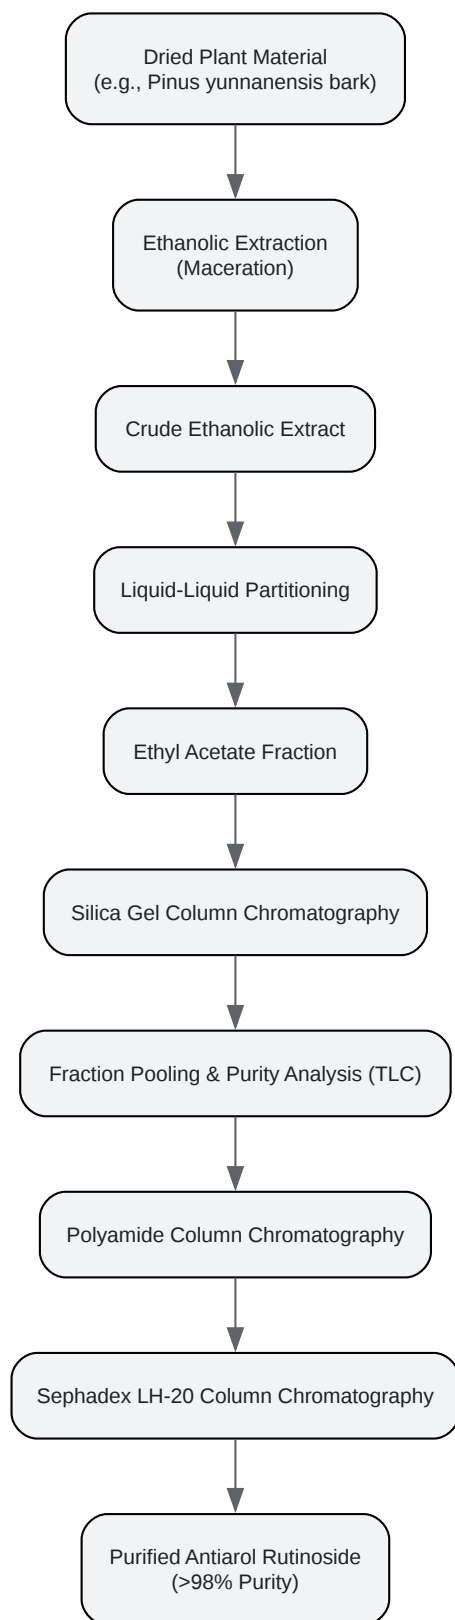 Dried Plant Material
(e.g., Pinus yunnanensis bark)
Ethanolic Extraction
(Maceration)
Crude Ethanolic Extract
Liquid-Liquid Partitioning
Ethyl Acetate Fraction
Silica Gel Column Chromatography
Fraction Pooling & Purity Analysis (TLC)
Polyamide Column Chromatography
Sephadex LH-20 Column Chromatography
Purified Antiarol Rutinoside
(>98% Purity)